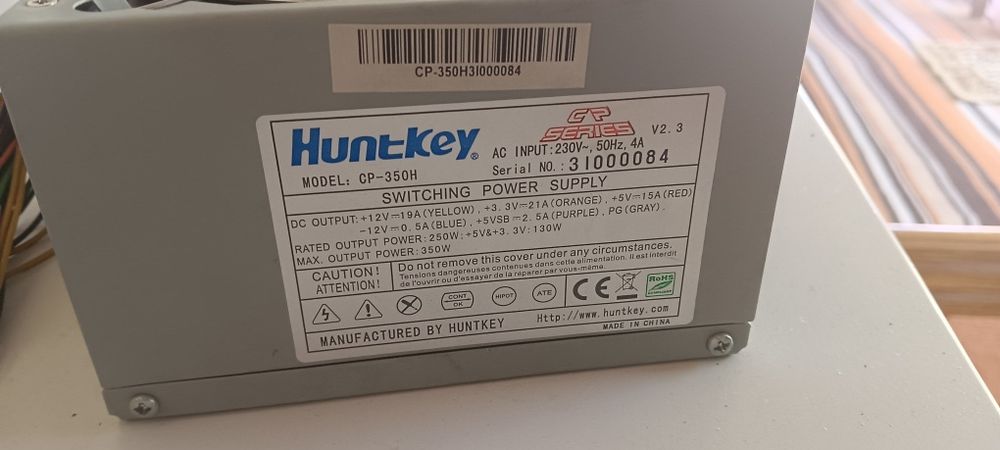 CP-350H3I000084
Huntkey®
CP SERIES V2.3
AC INPUT:230V~, 50Hz, 4A
MODEL: CP-350H
Serial NO.: 3I000084
SWITCHING POWER SUPPLY
DC OUTPUT:+12V⎓19A(YELLOW), +3.3V⎓21A(ORANGE), +5V⎓15A(RED)
-12V⎓0.5A(BLUE), +5VSB⎓2.5A(PURPLE), PG(GRAY).
RATED OUTPUT POWER:250W:+5V&+3.3V:130W
MAX. OUTPUT POWER:350W
CAUTION!
ATTENTION!
Do not remove this cover under any circumstances.
Tensions dangereuses contenues dans cette alimentation. Il est interdit
de l'ouvrir ou d'essayer de la réparer par vous-même.
CONT. OK
HIPOT
ATE
CE
RoHS
MANUFACTURED BY HUNTKEY
Http://www.huntkey.com
MADE IN CHINA